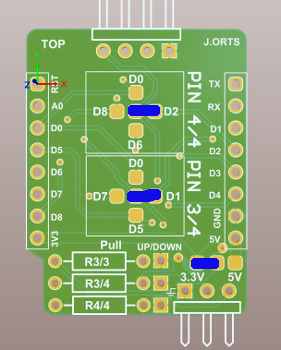 TOP J.ORTS
RST TX
A0 RX
D0 D1
D5 D2
D6 D3
D7 D4
D8 GND
3V3 5V
D0
D8 D2
D6
PIN 4/4
D0
D7 D1
D5
PIN 3/4
Pull UP/DOWN
R3/3
R3/4
R4/4
3.3V 5V
X
Z